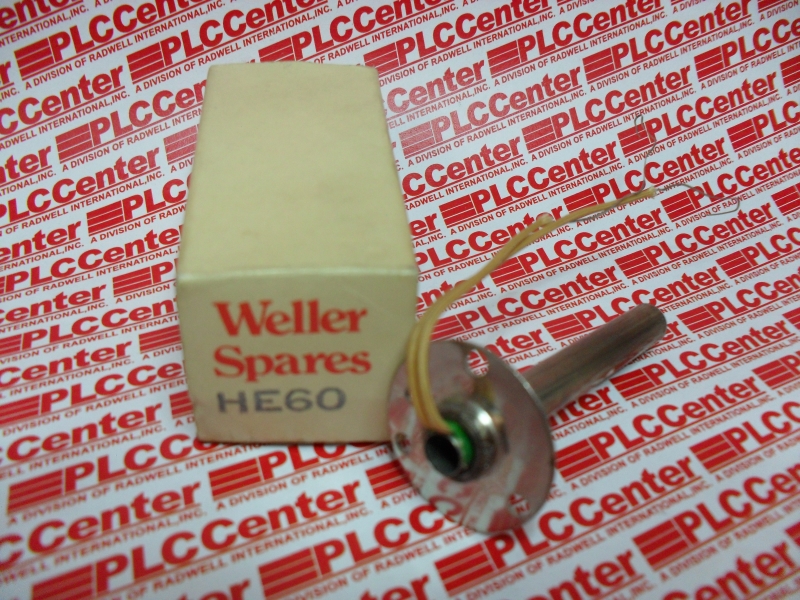 PLCCenter
A DIVISION OF RADWELL INTERNATIONAL,INC.
Weller
Spares
HE60